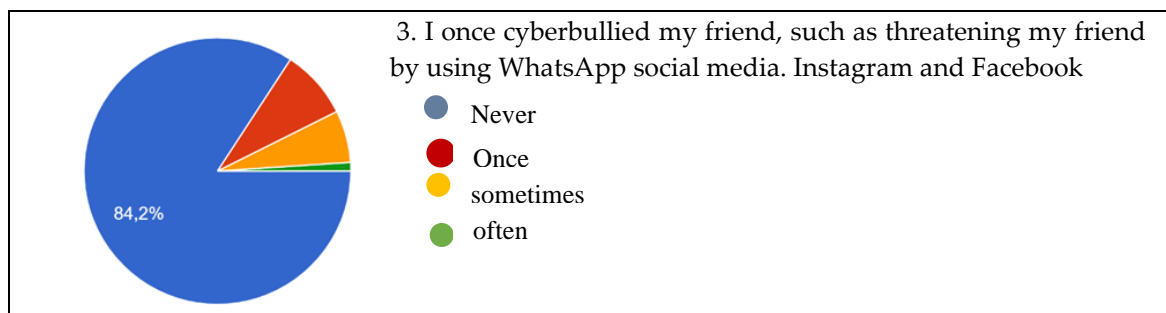 3. I once cyberbullied my friend, such as threatening my friend
by using WhatsApp social media. Instagram and Facebook
Never
Once
sometimes
often
84,2%